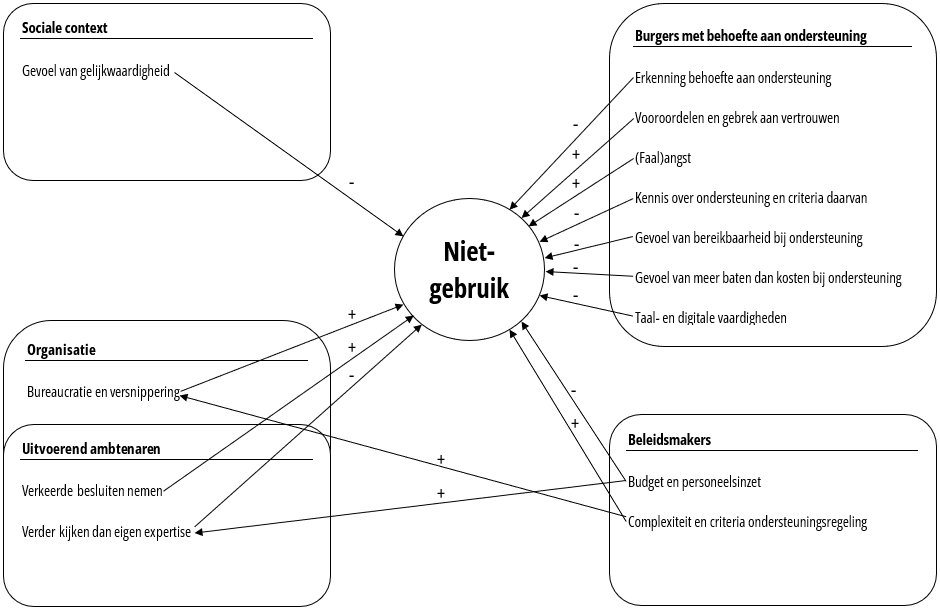 Sociale context
Gevoel van gelijkwaardigheid
-
Burgers met behoefte aan ondersteuning
Erkenning behoefte aan ondersteuning
-
Vooroordelen en gebrek aan vertrouwen
+
(Faal)angst
+
Kennis over ondersteuning en criteria daarvan
-
Gevoel van bereikbaarheid bij ondersteuning
-
Gevoel van meer baten dan kosten bij ondersteuning
-
Taal- en digitale vaardigheden
-
Niet-
gebruik
Organisatie
Bureaucratie en versnippering
+
+
-
Uitvoerend ambtenaren
Verkeerde besluiten nemen
Verder kijken dan eigen expertise
+
+
-
+
Beleidsmakers
Budget en personeelsinzet
Complexiteit en criteria ondersteuningsregeling